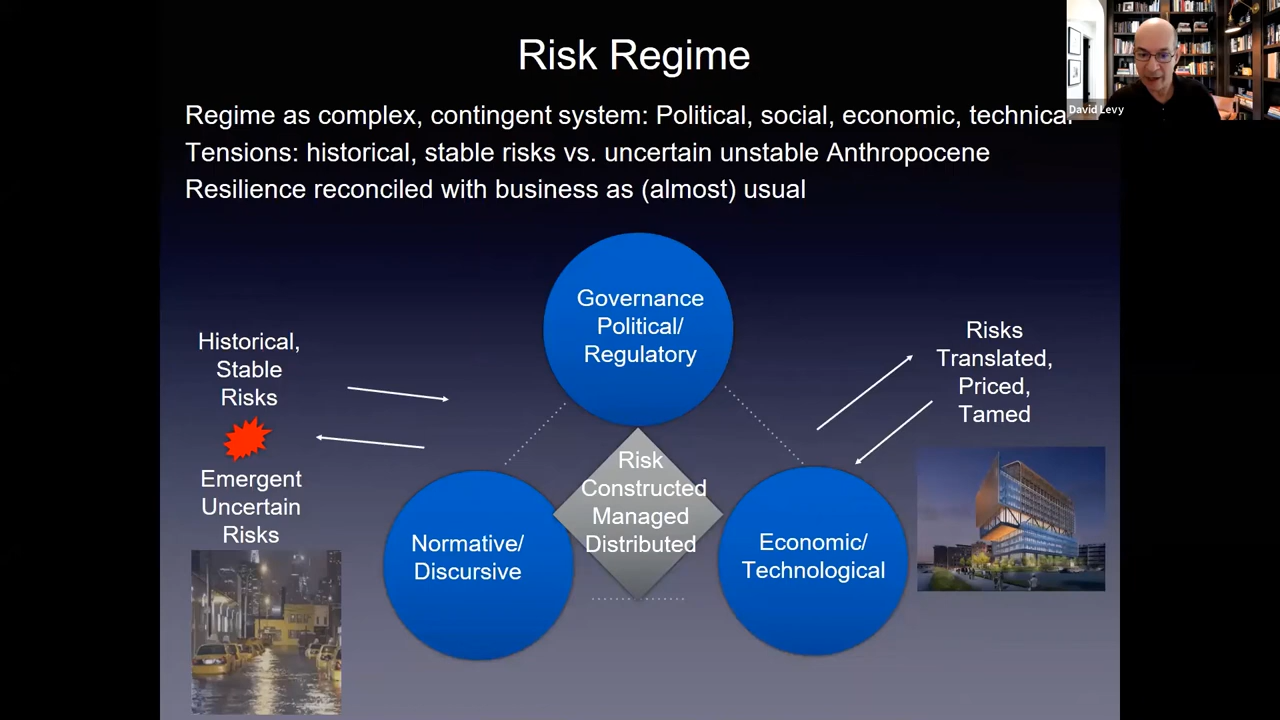 Risk Regime
David Levy
Regime as complex, contingent system: Political, social, economic, technical
Tensions: historical, stable risks vs. uncertain unstable Anthropocene
Resilience reconciled with business as (almost) usual
Governance
Political/
Regulatory
Historical,
Stable
Risks
Emergent
Uncertain
Risks
Risk
Constructed
Managed
Distributed
Normative/
Discursive
Economic/
Technological
Risks
Translated,
Priced,
Tamed